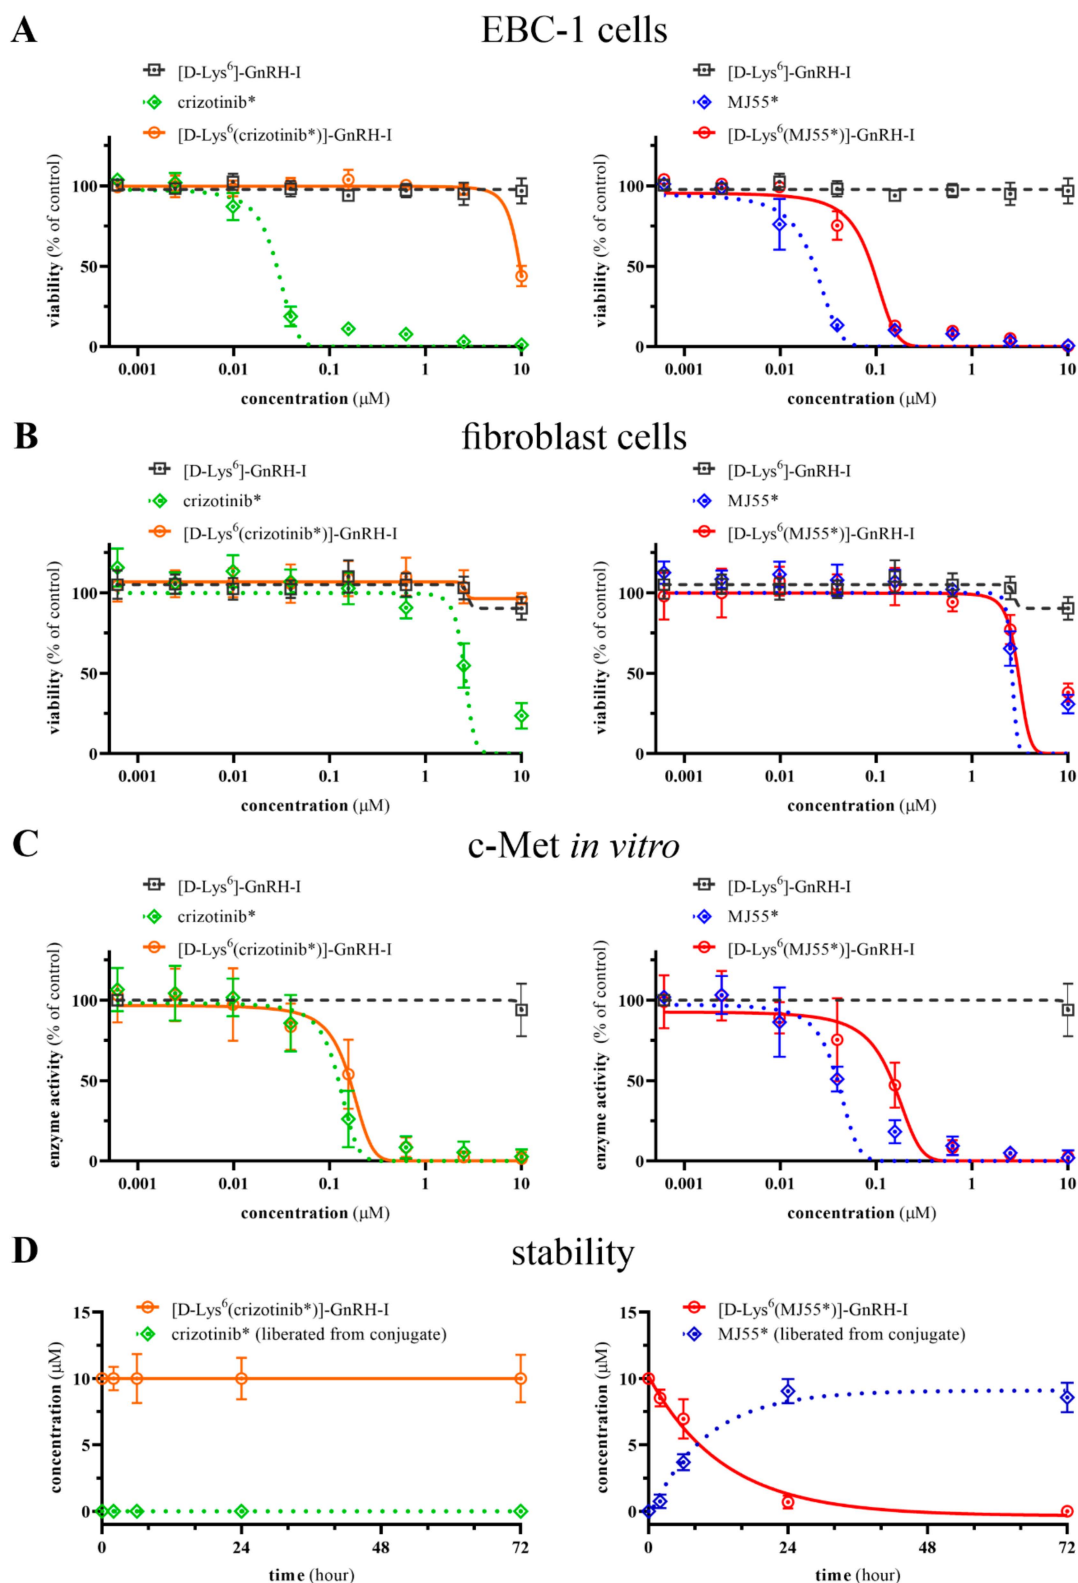 A
EBC-1 cells
[D-Lys⁶]-GnRH-I
crizotinib*
[D-Lys⁶(crizotinib*)]-GnRH-I
viability (% of control)
100
50
0
0.001 0.01 0.1 1 10
concentration (μM)
[D-Lys⁶]-GnRH-I
MJ55*
[D-Lys⁶(MJ55*)]-GnRH-I
viability (% of control)
100
50
0
0.001 0.01 0.1 1 10
concentration (μM)
B
fibroblast cells
[D-Lys⁶]-GnRH-I
crizotinib*
[D-Lys⁶(crizotinib*)]-GnRH-I
viability (% of control)
100
50
0
0.001 0.01 0.1 1 10
concentration (μM)
[D-Lys⁶]-GnRH-I
MJ55*
[D-Lys⁶(MJ55*)]-GnRH-I
viability (% of control)
100
50
0
0.001 0.01 0.1 1 10
concentration (μM)
C
c-Met in vitro
[D-Lys⁶]-GnRH-I
crizotinib*
[D-Lys⁶(crizotinib*)]-GnRH-I
enzyme activity (% of control)
100
50
0
0.001 0.01 0.1 1 10
concentration (μM)
[D-Lys⁶]-GnRH-I
MJ55*
[D-Lys⁶(MJ55*)]-GnRH-I
enzyme activity (% of control)
100
50
0
0.001 0.01 0.1 1 10
concentration (μM)
D
stability
[D-Lys⁶(crizotinib*)]-GnRH-I
crizotinib* (liberated from conjugate)
concentration (μM)
15
10
5
0
0 24 48 72
time (hour)
[D-Lys⁶(MJ55*)]-GnRH-I
MJ55* (liberated from conjugate)
concentration (μM)
15
10
5
0
0 24 48 72
time (hour)